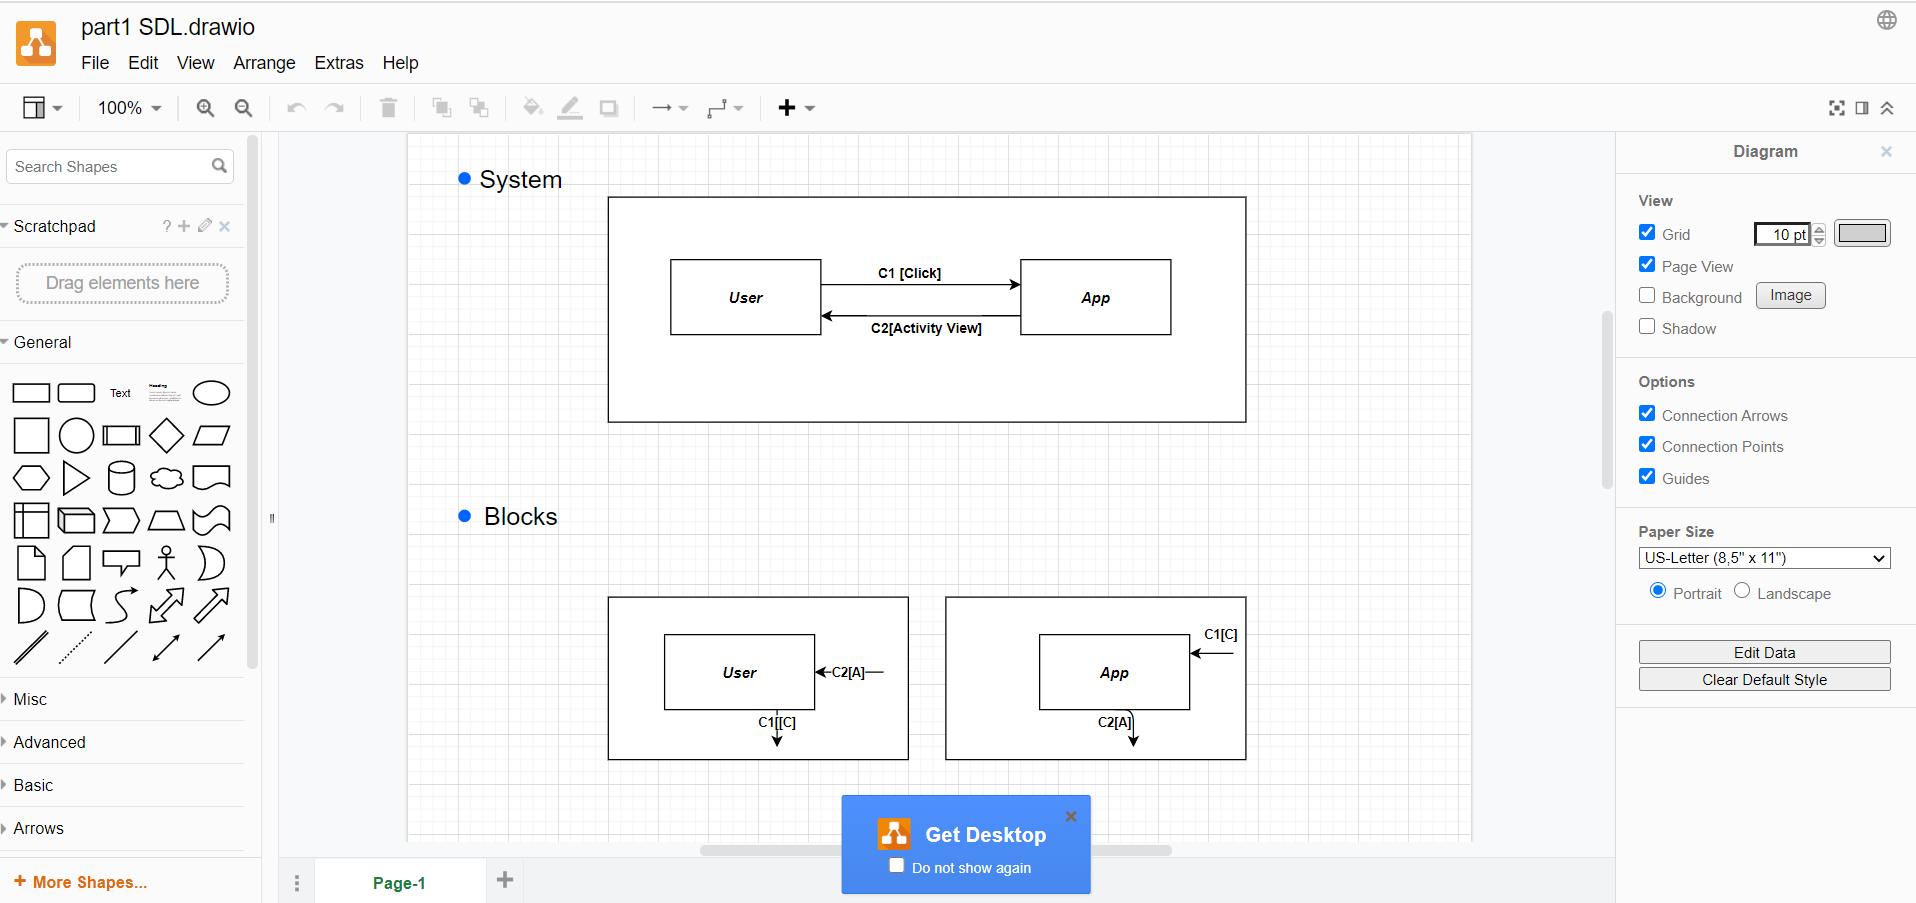 part1 SDL.drawio
File Edit View Arrange Extras Help
100%
Search Shapes
Scratchpad
?
Drag elements here
General
Text
Heading
Misc
Advanced
Basic
Arrows
+ More Shapes...
System
User
C1 [Click]
C2[Activity View]
App
Blocks
User
C2[A]
C1[[C]
App
C1[C]
C2[A]
Get Desktop
Do not show again
Page-1
Diagram
View
Grid
10 pt
Page View
Background
Image
Shadow
Options
Connection Arrows
Connection Points
Guides
Paper Size
US-Letter (8,5" x 11")
Portrait Landscape
Edit Data
Clear Default Style